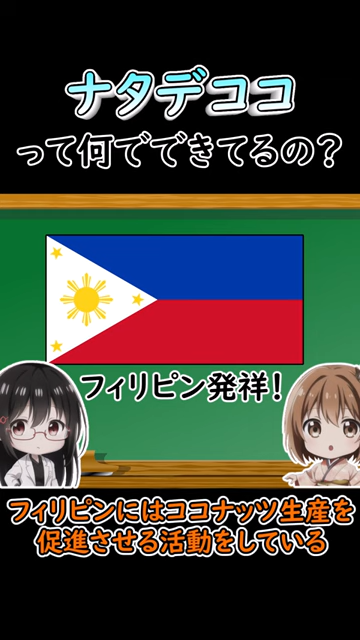 ナタデココ
って何でできてるの?
フィリピン発祥!
フィリピンにはココナッツ生産を
促進させる活動をしている